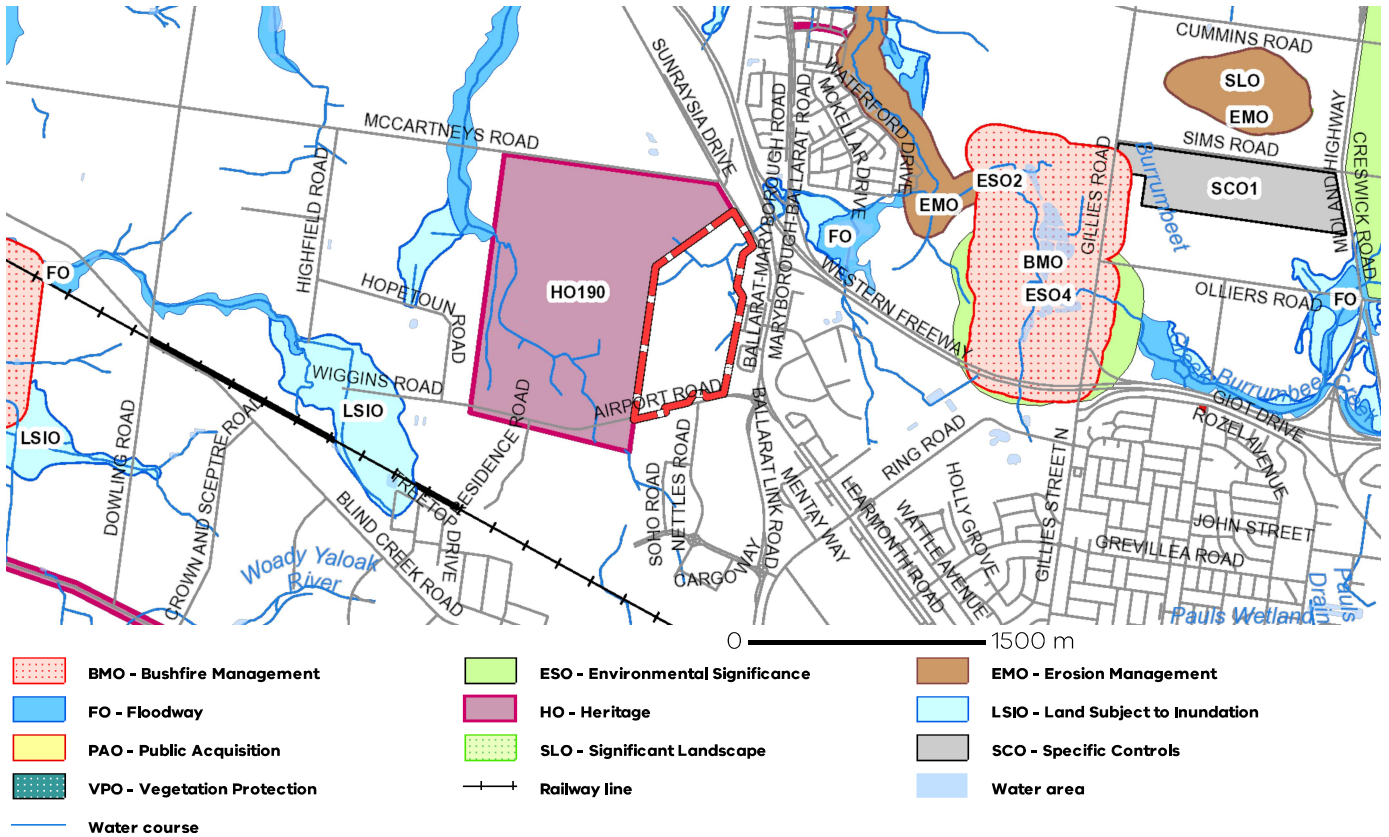 CUMMINS ROAD
SUNRAYSIA DRIVE
SLO
WATERFORD DRIVE
MCKELLAR DRIVE
EMO
MCCARTNEYS ROAD
SIMS ROAD
MIDLAND HIGHWAY
CRESWICK ROAD
BALLARAT-MARYBOROUGH ROAD
MARYBOROUGH-BALLARAT ROAD
HIGHFIELD ROAD
GILLIES ROAD
Burrumbeet
ESO2
SCO1
EMO
FO
BMO
FO
HO190
HOPETOUN ROAD
WESTERN FREEWAY
ESO4
OLLIERS ROAD
FO
WIGGINS ROAD
AIRPORT ROAD
LSIO
LSIO
Burrumbeet
Creek
GIOT DRIVE
ROZEL AVENUE
DOWLING ROAD
CROWN AND SCEPTRE ROAD
RESIDENCE ROAD
TREETOP DRIVE
BLIND CREEK ROAD
SOHO ROAD
NETTLES ROAD
BALLARAT LINK ROAD
MENTAY WAY
LEARMONTH ROAD
RING ROAD
WATTLE AVENUE
HOLLY GROVE
GILLIES STREET N
JOHN STREET
GREVILLEA ROAD
CARGO WAY
Woady Yaloak
River
Pauls Wetland
Pauls
Drain
0 1500 m
BMO - Bushfire Management
ESO - Environmental Significance
EMO - Erosion Management
FO - Floodway
HO - Heritage
LSIO - Land Subject to Inundation
PAO - Public Acquisition
SLO - Significant Landscape
SCO - Specific Controls
VPO - Vegetation Protection
Railway line
Water area
Water course